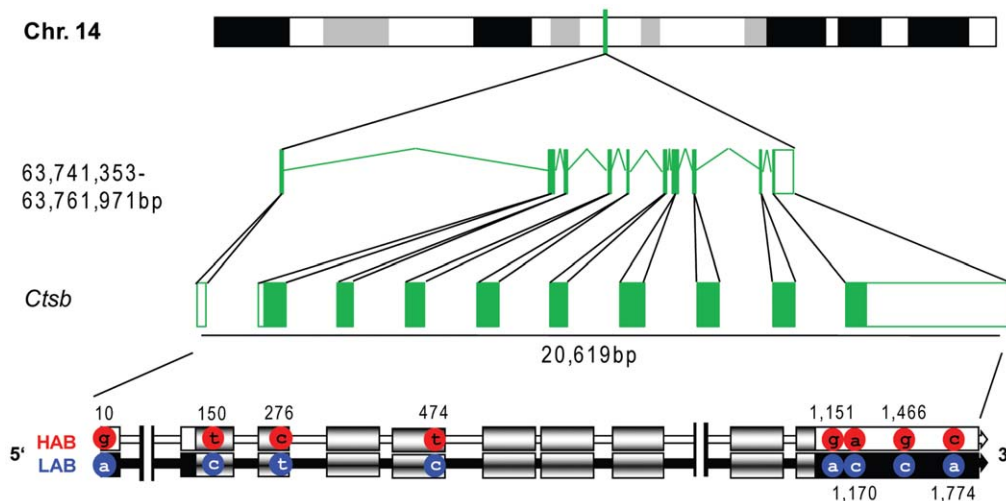 Chr. 14
63,741,353-
63,761,971bp
Ctsb
20,619bp
10 150 276 474 1,151 1,466
HAB g t c t g a g c
5‘ 3
LAB a c t c a c c a
1,170 1,774